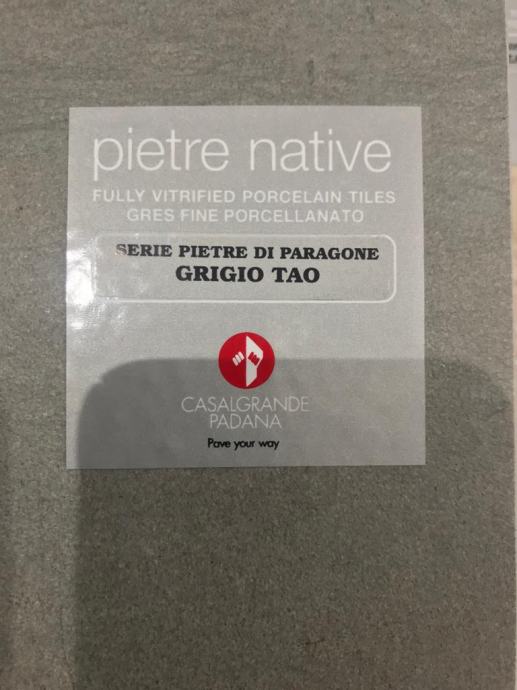 pietre native
FULLY VITRIFIED PORCELAIN TILES
GRES FINE PORCELLANATO
SERIE PIETRE DI PARAGONE
GRIGIO TAO
CASALGRANDE
PADANA
Pave your way